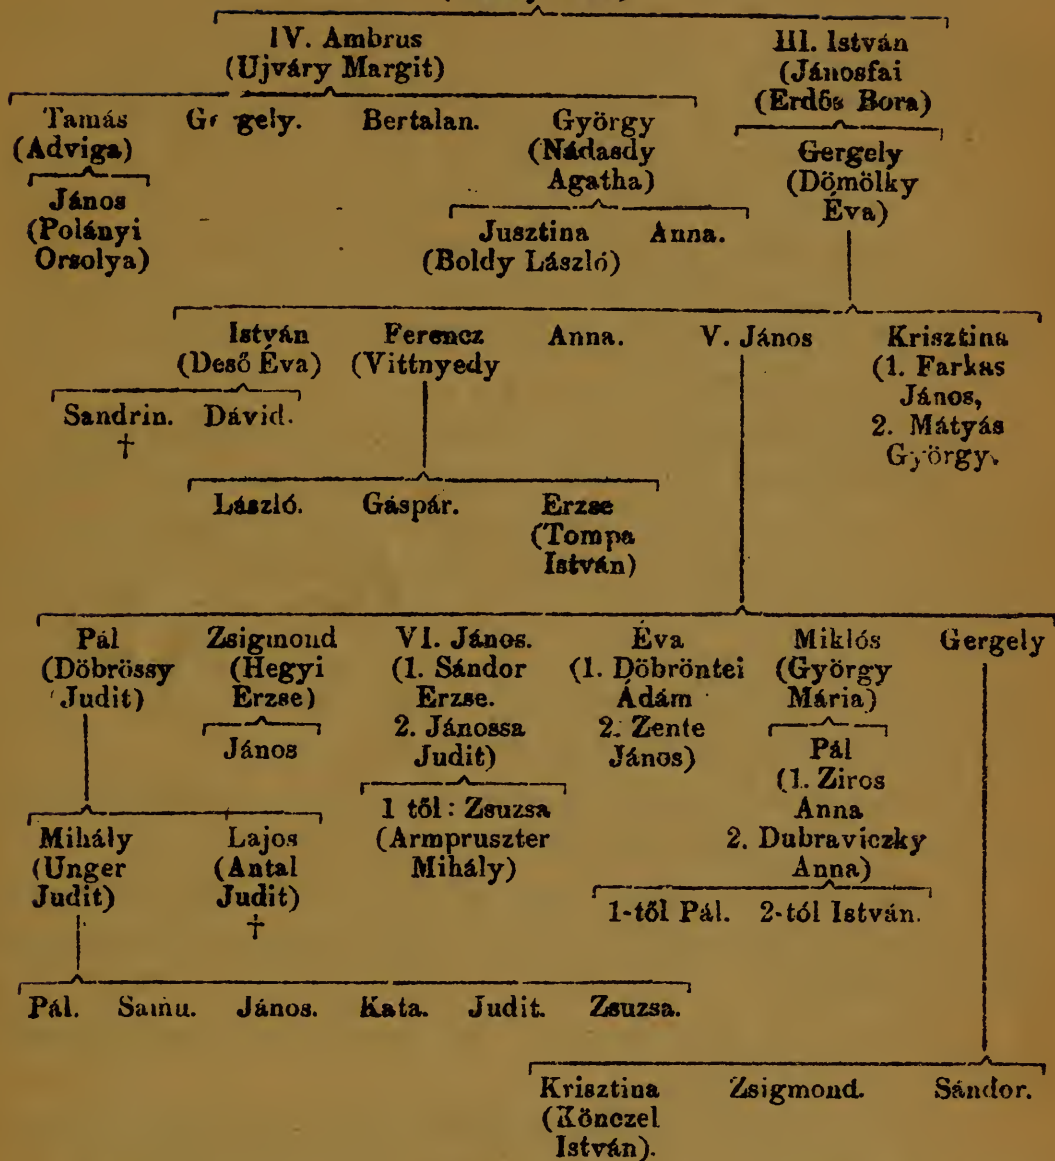 IV. Ambrus III. István
(Ujváry Margit) (Jánosfai
(Erdős Bora)
Tamás Gergely. Bertalan. György
(Adviga) (Nádasdy
Agatha)
Gergely
(Dömölky
Éva)
János
(Polányi
Orsolya)
Jusztina Anna.
(Boldy László)
István Ferencz Anna. V. János Krisztina
(Deső Éva) (Vittnyedy (1. Farkas
János,
2. Mátyás
György.
Sandrin. Dávid.
†
László. Gáspár. Erzse
(Tompa
István)
Pál Zsigmond VI. János. Éva Miklós Gergely
(Döbrössy (Hegyi (1. Sándor (1. Döbröntei (György
Judit) Erzse) Erzse. Ádám Mária)
2. Jánossa 2. Zente
Judit) János)
János Pál
(1. Ziros
Anna
2. Dubraviczky
Anna)
1 től: Zsuzsa
(Armpruszter
Mihály)
Mihály Lajos
(Unger (Antal
Judit) Judit)
†
1-től Pál. 2-tól István.
Pál. Samu. János. Kata. Judit. Zsuzsa.
Krisztina Zsigmond. Sándor.
(Könczel
István).